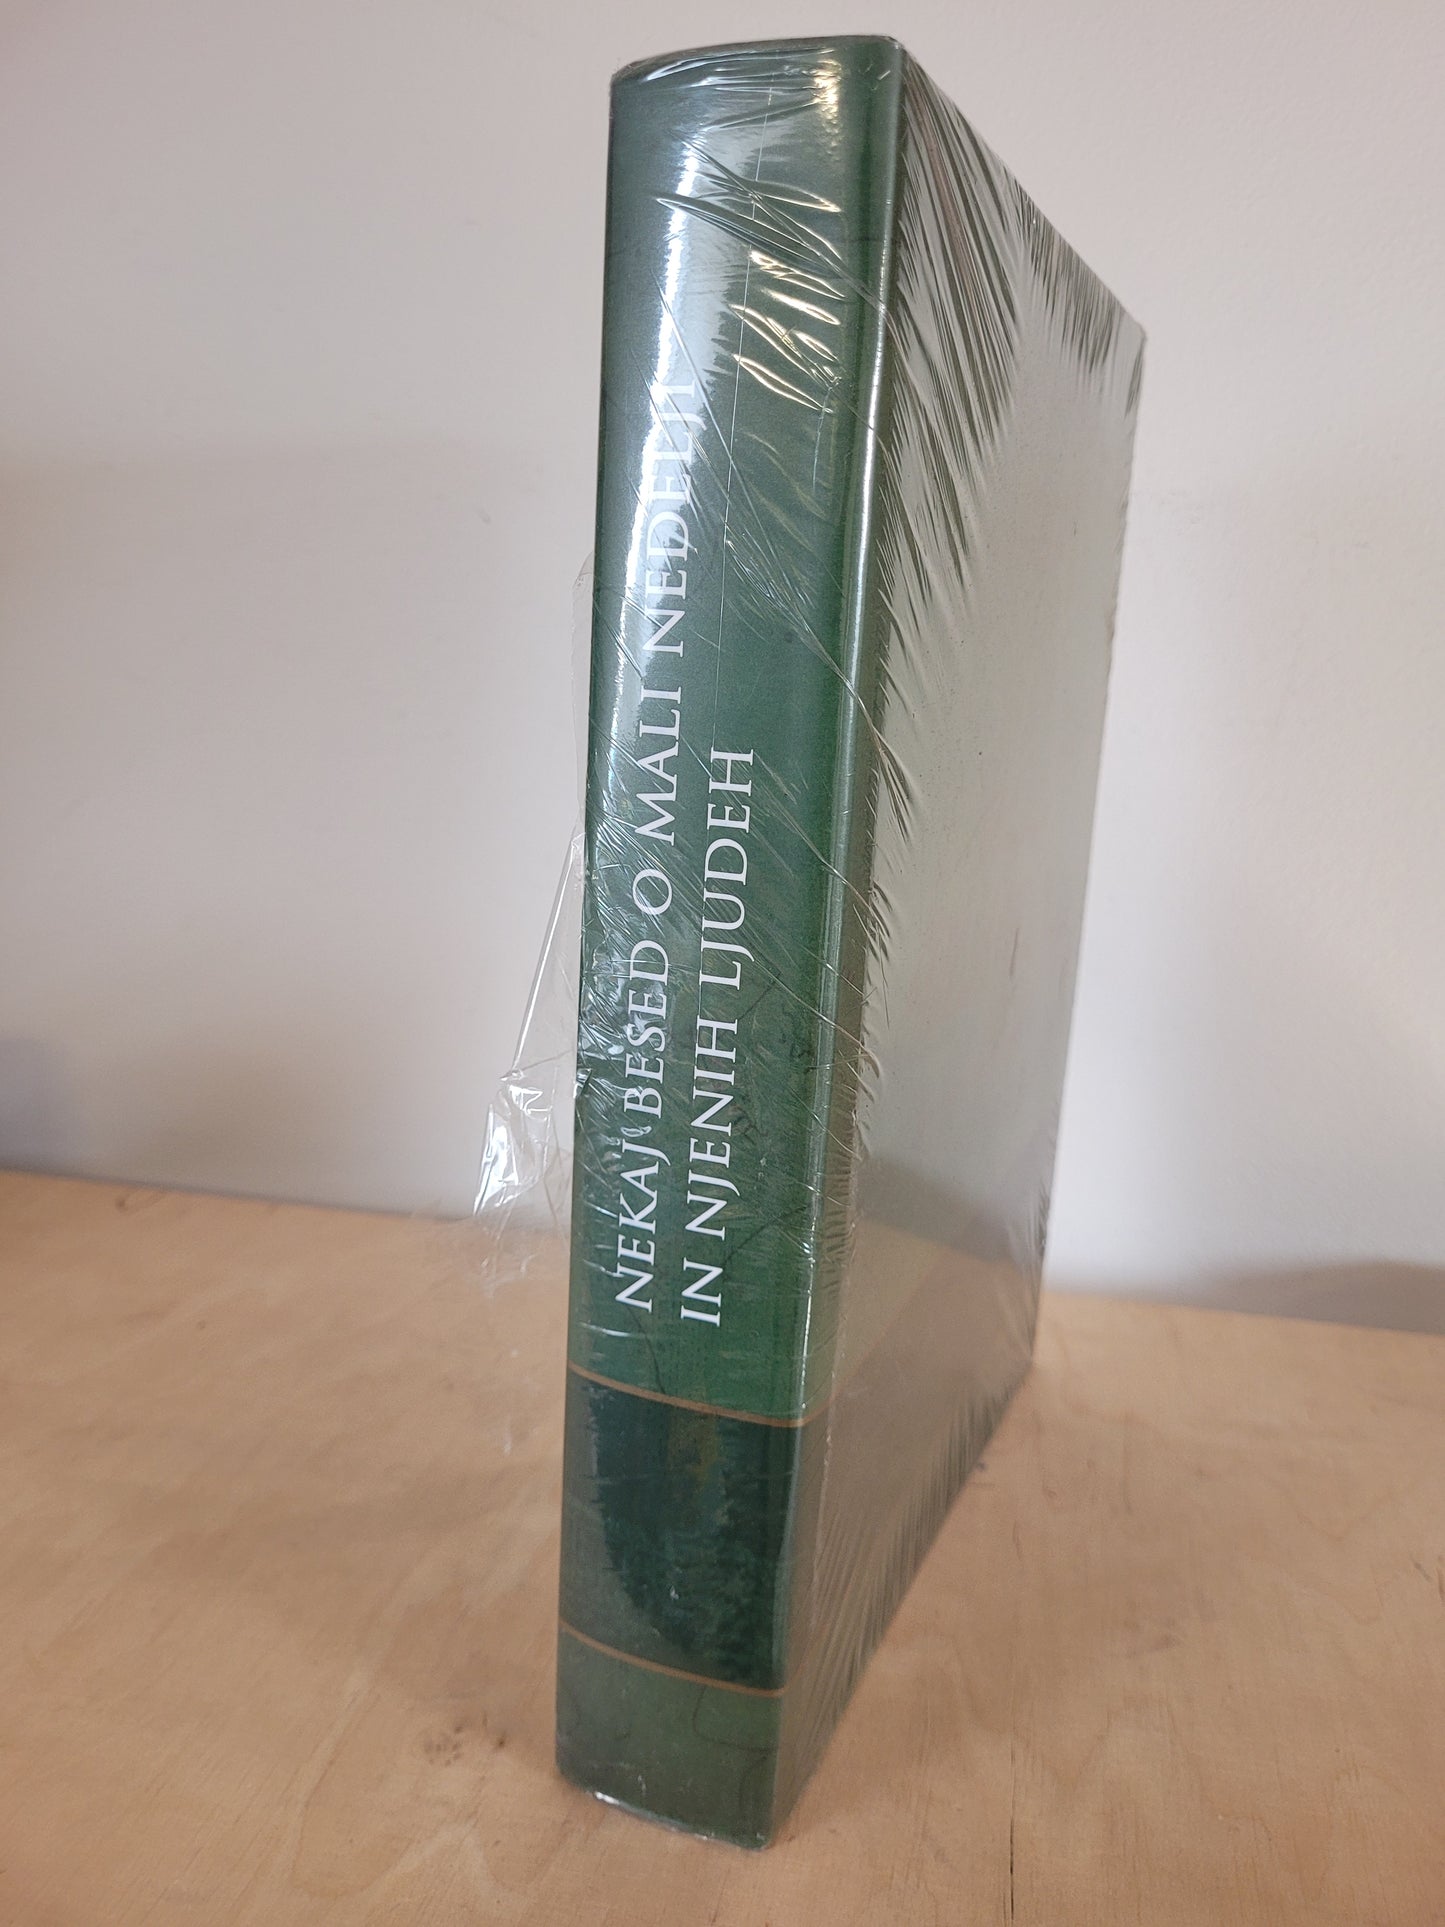 NEKAJ BESED O MALI NEDELJI
IN NJENIH LJUDEH